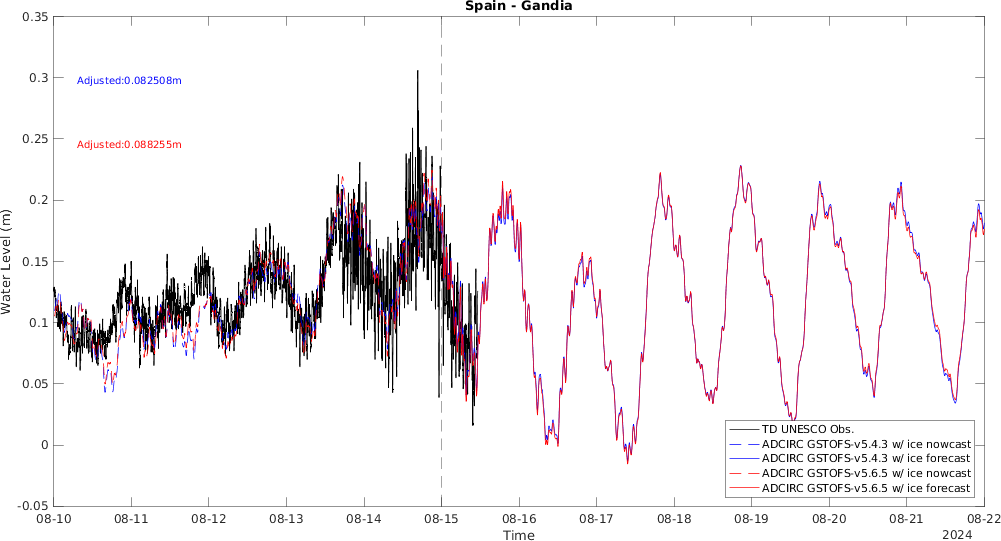 Spain - Gandia
0.35
0.3
0.25
0.2
0.15
0.1
0.05
0
-0.05
Water Level (m)
Adjusted:0.082508m
Adjusted:0.088255m
TD UNESCO Obs.
ADCIRC GSTOFS-v5.4.3 w/ ice nowcast
ADCIRC GSTOFS-v5.4.3 w/ ice forecast
ADCIRC GSTOFS-v5.6.5 w/ ice nowcast
ADCIRC GSTOFS-v5.6.5 w/ ice forecast
08-10 08-11 08-12 08-13 08-14 08-15 08-16 08-17 08-18 08-19 08-20 08-21 08-22
Time
2024